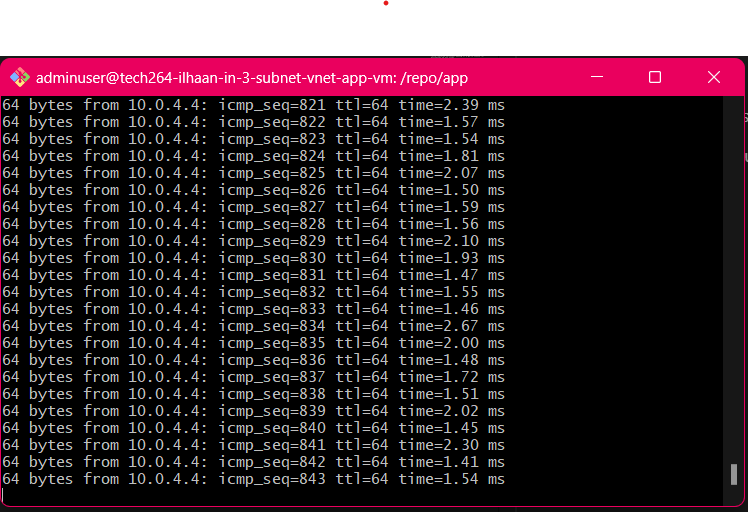 adminuser@tech264-ilhaan-in-3-subnet-vnet-app-vm: /repo/app
64 bytes from 10.0.4.4: icmp_seq=821 ttl=64 time=2.39 ms
64 bytes from 10.0.4.4: icmp_seq=822 ttl=64 time=1.57 ms
64 bytes from 10.0.4.4: icmp_seq=823 ttl=64 time=1.54 ms
64 bytes from 10.0.4.4: icmp_seq=824 ttl=64 time=1.81 ms
64 bytes from 10.0.4.4: icmp_seq=825 ttl=64 time=2.07 ms
64 bytes from 10.0.4.4: icmp_seq=826 ttl=64 time=1.50 ms
64 bytes from 10.0.4.4: icmp_seq=827 ttl=64 time=1.59 ms
64 bytes from 10.0.4.4: icmp_seq=828 ttl=64 time=1.56 ms
64 bytes from 10.0.4.4: icmp_seq=829 ttl=64 time=2.10 ms
64 bytes from 10.0.4.4: icmp_seq=830 ttl=64 time=1.93 ms
64 bytes from 10.0.4.4: icmp_seq=831 ttl=64 time=1.47 ms
64 bytes from 10.0.4.4: icmp_seq=832 ttl=64 time=1.55 ms
64 bytes from 10.0.4.4: icmp_seq=833 ttl=64 time=1.46 ms
64 bytes from 10.0.4.4: icmp_seq=834 ttl=64 time=2.67 ms
64 bytes from 10.0.4.4: icmp_seq=835 ttl=64 time=2.00 ms
64 bytes from 10.0.4.4: icmp_seq=836 ttl=64 time=1.48 ms
64 bytes from 10.0.4.4: icmp_seq=837 ttl=64 time=1.72 ms
64 bytes from 10.0.4.4: icmp_seq=838 ttl=64 time=1.51 ms
64 bytes from 10.0.4.4: icmp_seq=839 ttl=64 time=2.02 ms
64 bytes from 10.0.4.4: icmp_seq=840 ttl=64 time=1.45 ms
64 bytes from 10.0.4.4: icmp_seq=841 ttl=64 time=2.30 ms
64 bytes from 10.0.4.4: icmp_seq=842 ttl=64 time=1.41 ms
64 bytes from 10.0.4.4: icmp_seq=843 ttl=64 time=1.54 ms